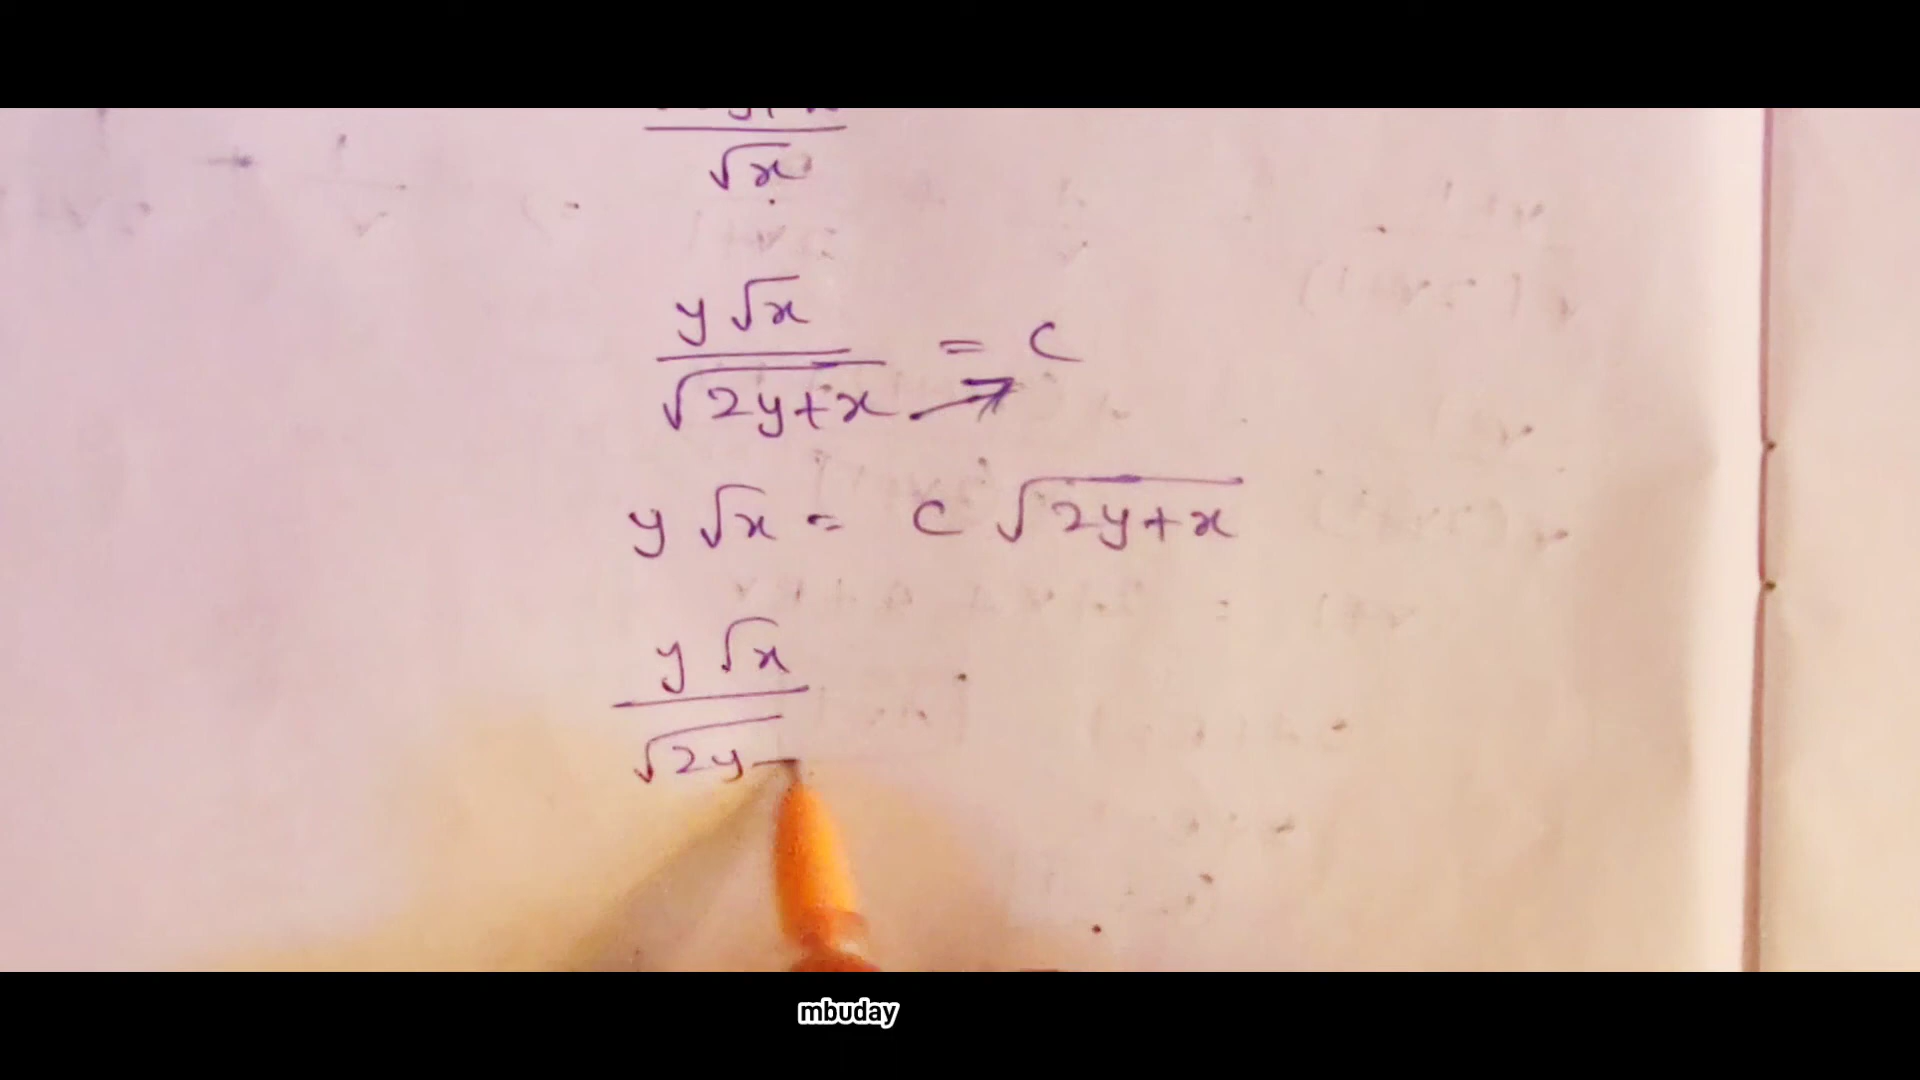 √x
y √x
√2y+x = c
y √x = c √2y+x
y √x
√2y
mbuday